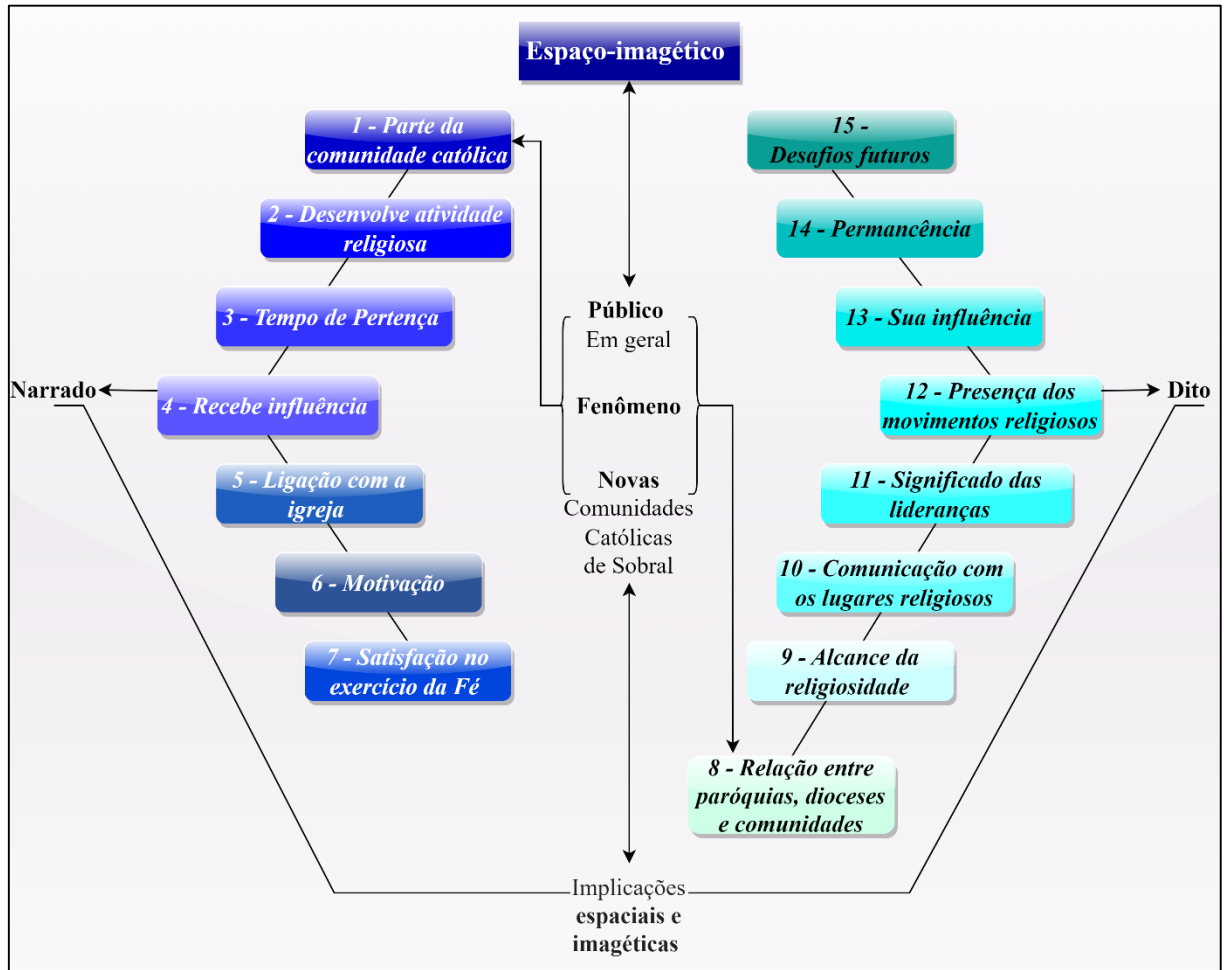 Espaço-imagético
1 - Parte da
comunidade católica
2 - Desenvolve atividade
religiosa
3 - Tempo de Pertença
Narrado
4 - Recebe influência
5 - Ligação com a
igreja
6 - Motivação
7 - Satisfação no
exercício da Fé
Público
Em geral
Fenômeno
Novas
Comunidades
Católicas
de Sobral
15 -
Desafios futuros
14 - Permancência
13 - Sua influência
12 - Presença dos
movimentos religiosos
Dito
11 - Significado das
lideranças
10 - Comunicação com
os lugares religiosos
9 - Alcance da
religiosidade
8 - Relação entre
paróquias, dioceses
e comunidades
Implicações
espaciais e
imagéticas